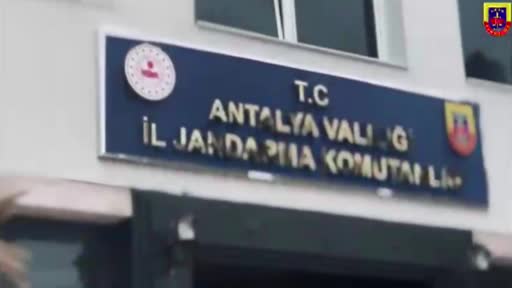 T.C
ANTALYA VALİLİĞİ
İL JANDARMA KOMUTANLIĞI